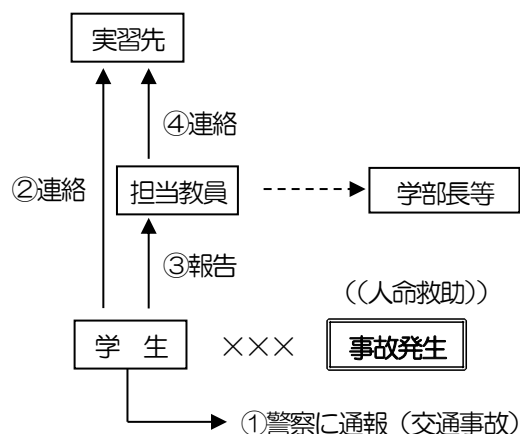 実習先
④連絡
②連絡
担当教員
学部長等
③報告
((人命救助))
学　生
×××
事故発生
①警察に通報（交通事故）